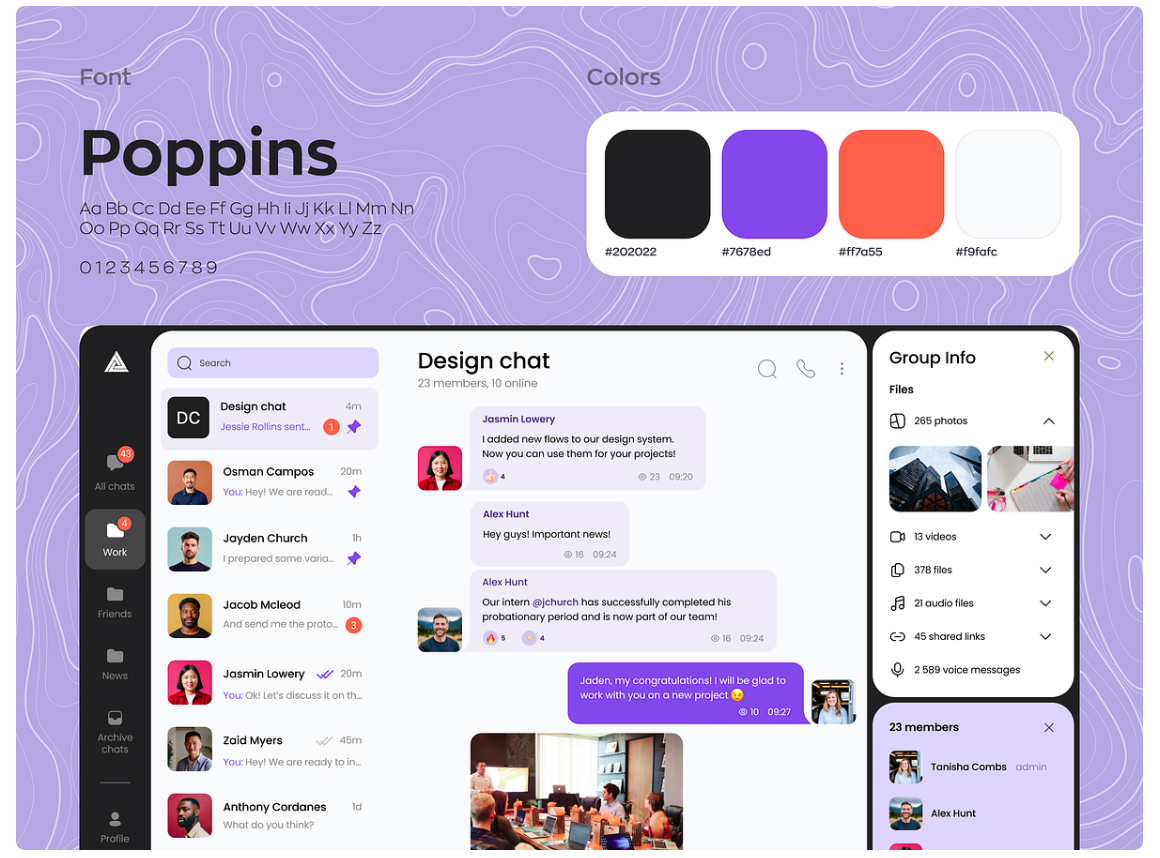 Font
Poppins
Aa Bb Cc Dd Ee Ff Gg Hh Ii Jj Kk Ll Mm Nn
Oo Pp Qq Rr Ss Tt Uu Vv Ww Xx Yy Zz
0123456789
Colors
#202022
#7678ed
#ff7a55
#f9fafc
43
All chats
4
Work
Friends
News
Archive
chats
Profile
Search
DC
Design chat
4m
Jessie Rollins sent...
1
Osman Campos
20m
You: Hey! We are read...
Jayden Church
1h
I prepared some varia...
Jacob Mcleod
10m
And send me the proto...
3
Jasmin Lowery
20m
You: Ok! Let's discuss it on th...
Zaid Myers
45m
You: Hey! We are ready to in...
Anthony Cordanes
1d
What do you think?
Design chat
23 members, 10 online
Jasmin Lowery
I added new flows to our design system.
Now you can use them for your projects!
4
23 09:20
Alex Hunt
Hey guys! Important news!
16 09:24
Alex Hunt
Our intern @jchurch has successfully completed his
probationary period and is now part of our team!
5
4
16 09:24
Jaden, my congratulations! I will be glad to
work with you on a new project 😉
10 09:27
Group Info
Files
265 photos
13 videos
378 files
21 audio files
45 shared links
2 589 voice messages
23 members
Tanisha Combs admin
Alex Hunt